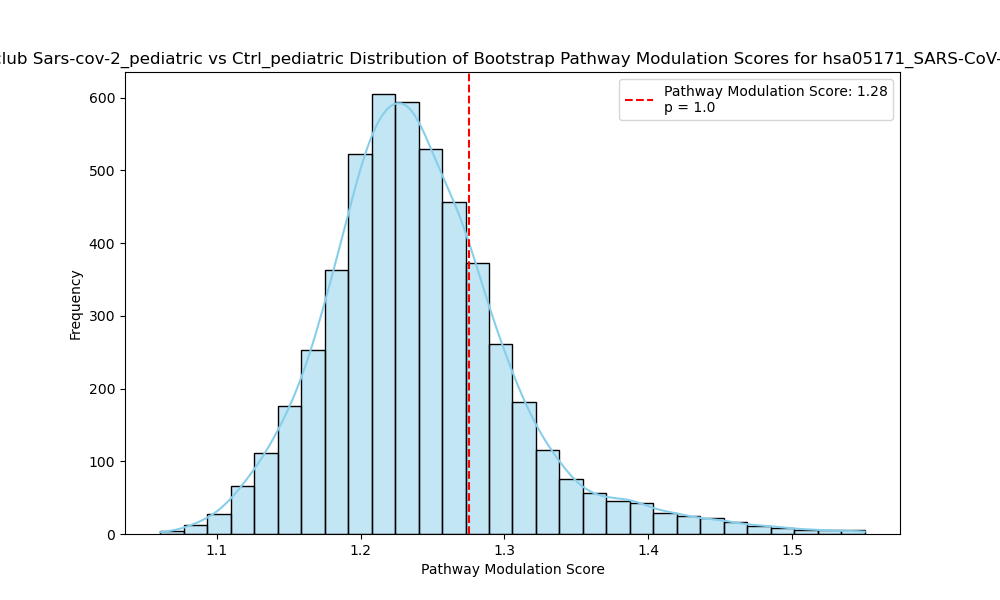 lub Sars-cov-2_pediatric vs Ctrl_pediatric Distribution of Bootstrap Pathway Modulation Scores for hsa05171_SARS-CoV-
Pathway Modulation Score: 1.28
p = 1.0
600
500
400
300
200
100
0
Frequency
1.1 1.2 1.3 1.4 1.5
Pathway Modulation Score